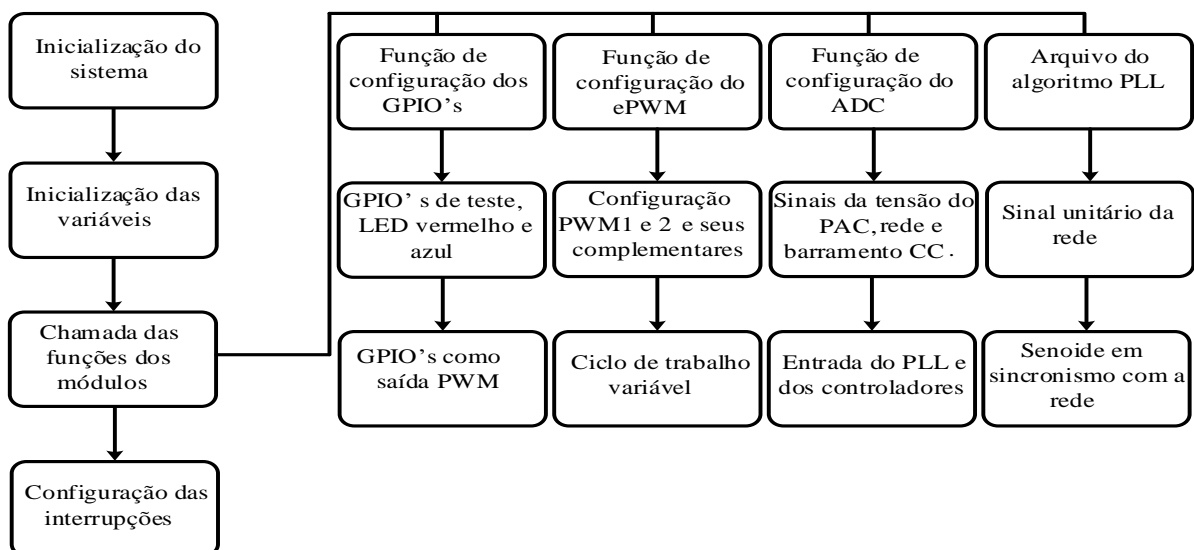 Inicialização do
sistema
Inicialização das
variáveis
Chamada das
funções dos
módulos
Configuração das
interrupções
Função de
configuração dos
GPIO's
GPIO' s de teste,
LED vermelho e
azul
GPIO's como
saída PWM
Função de
configuração do
ePWM
Configuração
PWM1 e 2 e seus
complementares
Ciclo de trabalho
variável
Função de
configuração do
ADC
Sinais da tensão do
PAC, rede e
barramento CC .
Entrada do PLL e
dos controladores
Arquivo do
algoritmo PLL
Sinal unitário da
rede
Senoide em
sincronismo com a
rede